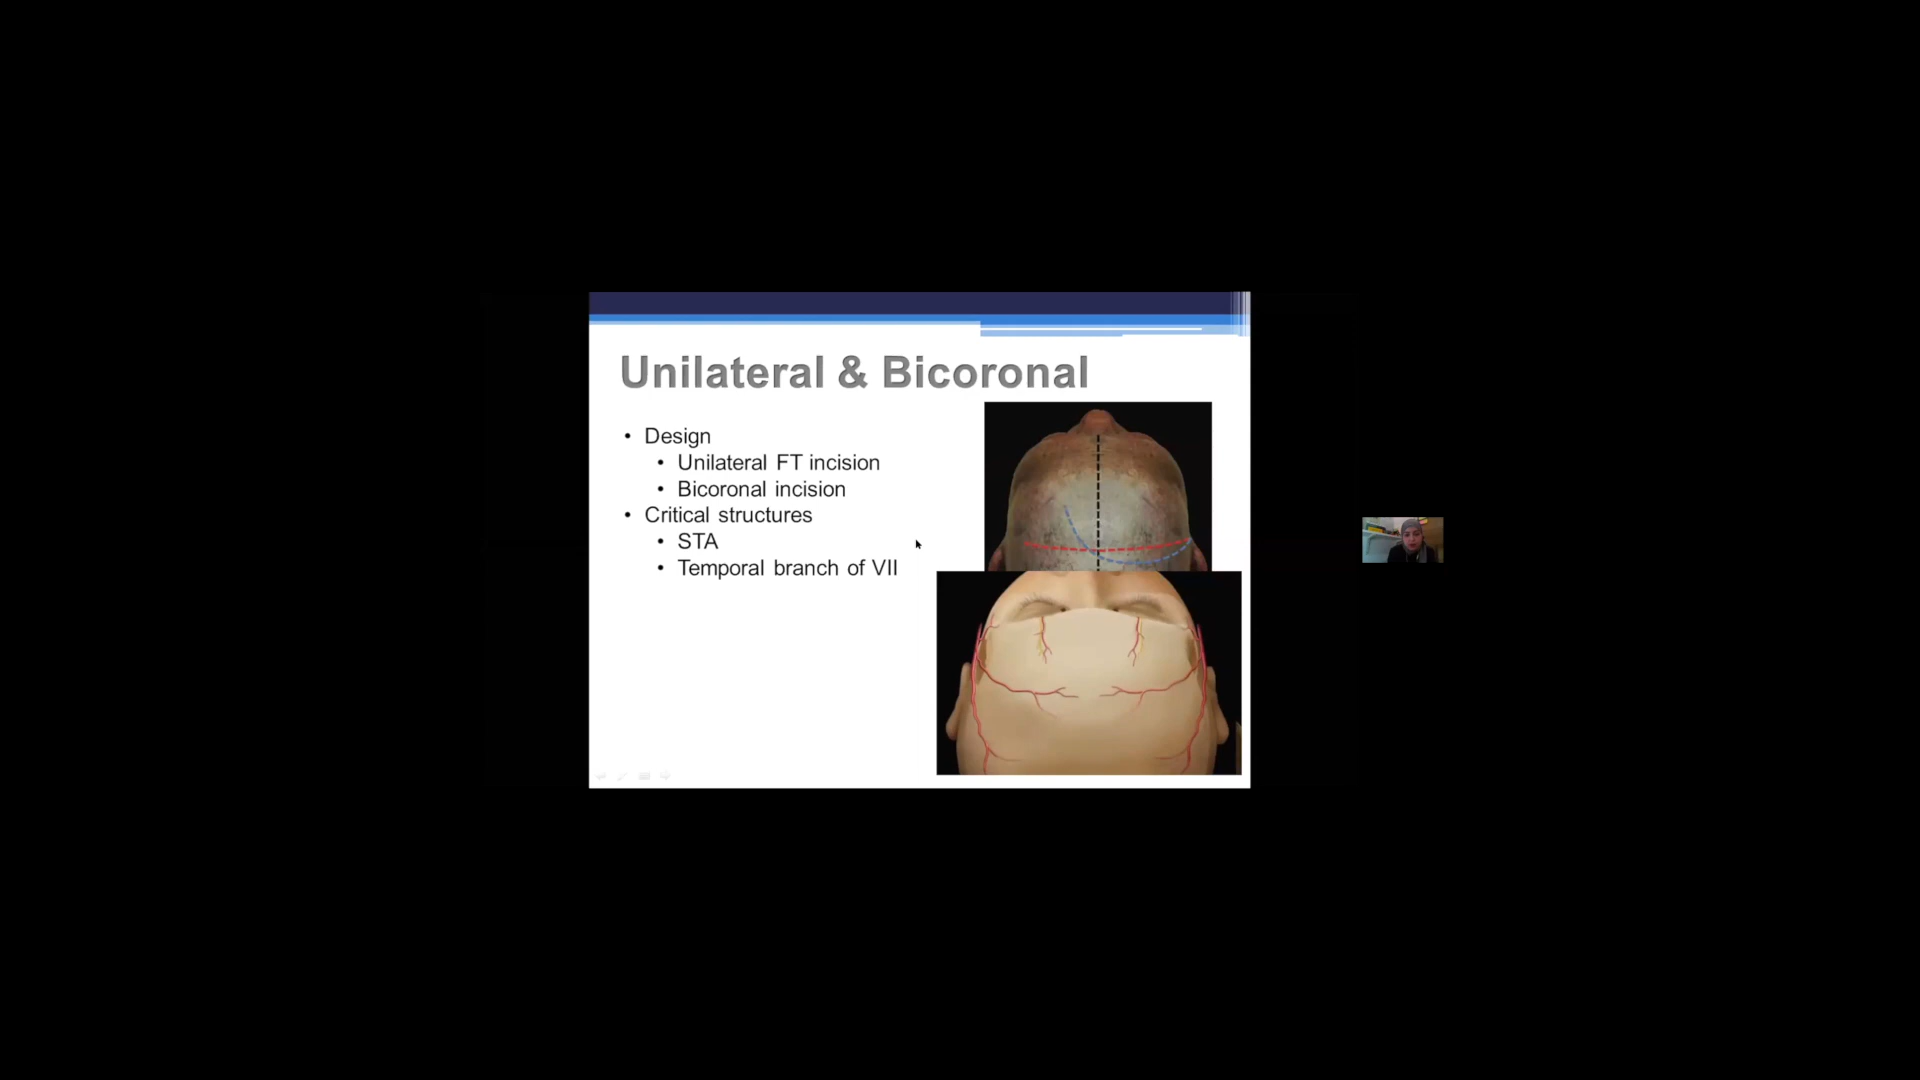 Unilateral & Bicoronal
• Design
• Unilateral FT incision
• Bicoronal incision
• Critical structures
• STA
• Temporal branch of VII